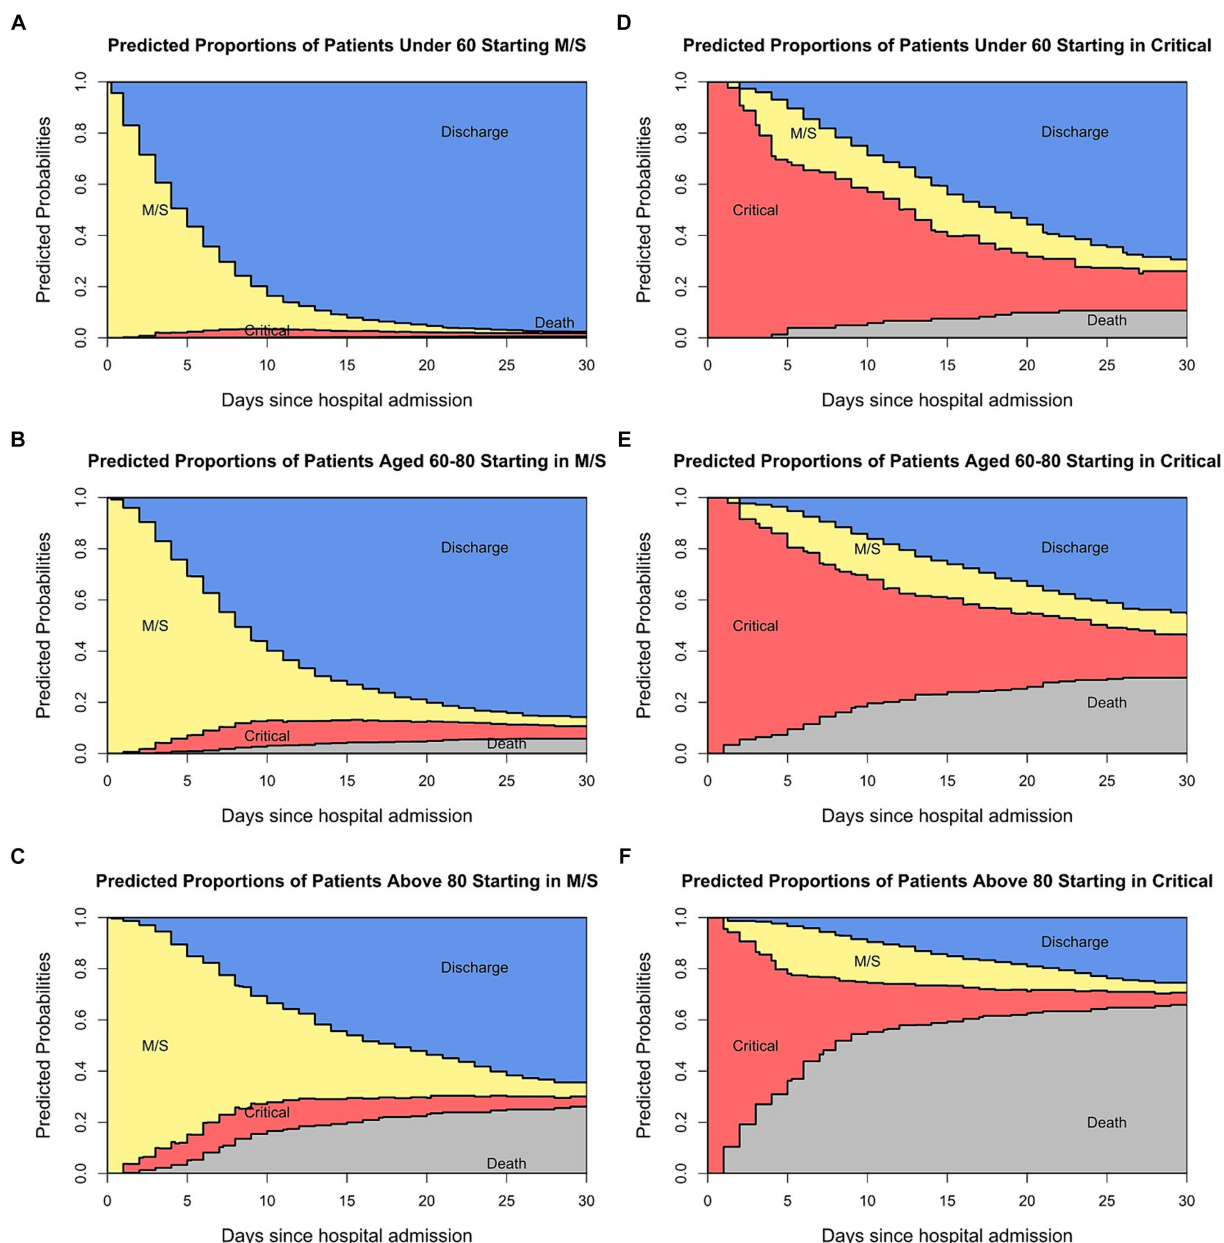 A
Predicted Proportions of Patients Under 60 Starting M/S
Predicted Probabilities
1.0
0.8
0.6
0.4
0.2
0.0
Discharge
M/S
Critical
Death
0 5 10 15 20 25 30
Days since hospital admission
D
Predicted Proportions of Patients Under 60 Starting in Critical
Predicted Probabilities
1.0
0.8
0.6
0.4
0.2
0.0
Discharge
M/S
Critical
Death
0 5 10 15 20 25 30
Days since hospital admission
B
Predicted Proportions of Patients Aged 60-80 Starting in M/S
Predicted Probabilities
1.0
0.8
0.6
0.4
0.2
0.0
Discharge
M/S
Critical
Death
0 5 10 15 20 25 30
Days since hospital admission
E
Predicted Proportions of Patients Aged 60-80 Starting in Critical
Predicted Probabilities
1.0
0.8
0.6
0.4
0.2
0.0
Discharge
M/S
Critical
Death
0 5 10 15 20 25 30
Days since hospital admission
C
Predicted Proportions of Patients Above 80 Starting in M/S
Predicted Probabilities
1.0
0.8
0.6
0.4
0.2
0.0
Discharge
M/S
Critical
Death
0 5 10 15 20 25 30
Days since hospital admission
F
Predicted Proportions of Patients Above 80 Starting in Critical
Predicted Probabilities
1.0
0.8
0.6
0.4
0.2
0.0
Discharge
M/S
Critical
Death
0 5 10 15 20 25 30
Days since hospital admission